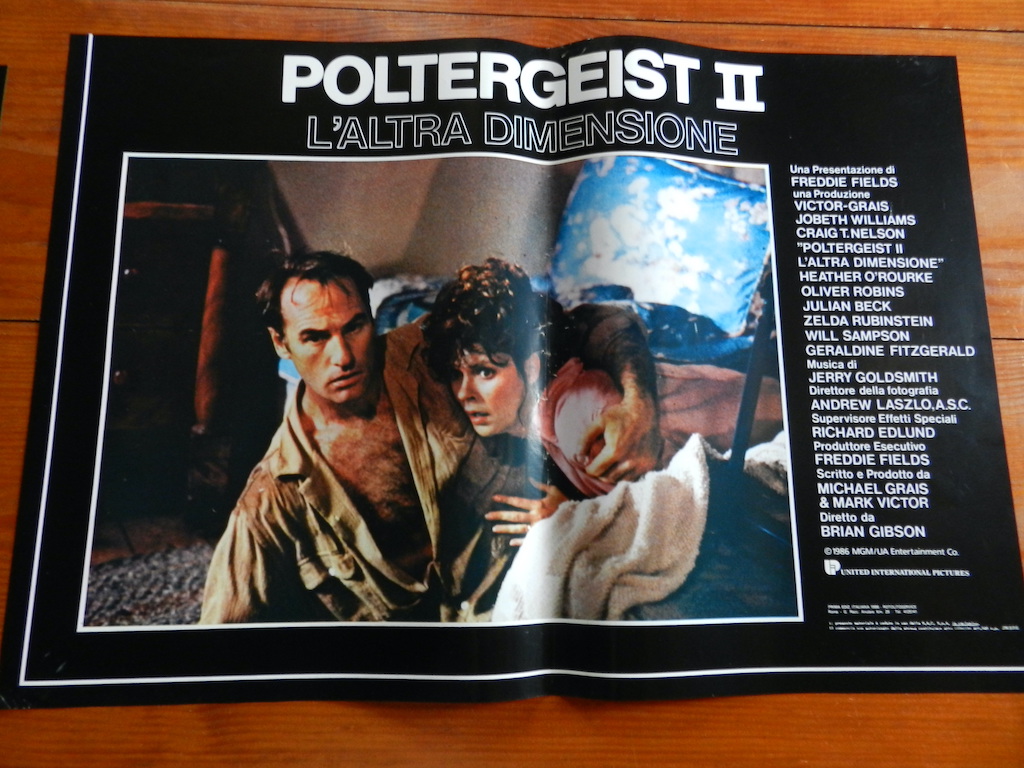 POLTERGEIST II
L'ALTRA DIMENSIONE
Una Presentazione di
FREDDIE FIELDS
una Produzione
VICTOR-GRAIS
JOBETH WILLIAMS
CRAIG T. NELSON
"POLTERGEIST II
L'ALTRA DIMENSIONE"
HEATHER O'ROURKE
OLIVER ROBINS
JULIAN BECK
ZELDA RUBINSTEIN
WILL SAMPSON
GERALDINE FITZGERALD
Musica di
JERRY GOLDSMITH
Direttore della fotografia
ANDREW LASZLO, A.S.C.
Supervisore Effetti Speciali
RICHARD EDLUND
Produttore Esecutivo
FREDDIE FIELDS
Scritto e Prodotto da
MICHAEL GRAIS
& MARK VICTOR
Diretto da
BRIAN GIBSON
©1986 MGM/UA Entertainment Co.
UNITED INTERNATIONAL PICTURES